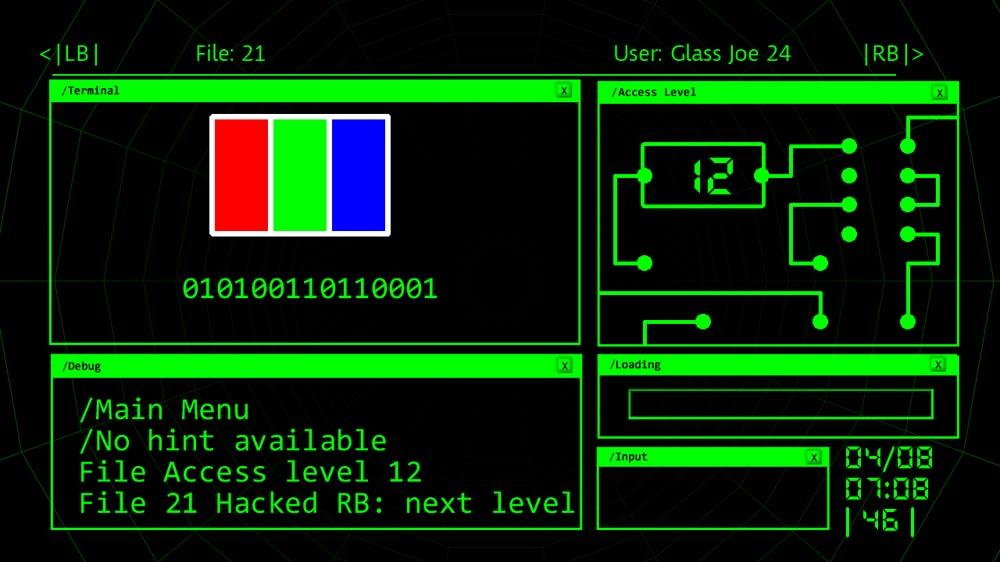 <|LB| File: 21 User: Glass Joe 24 |RB|>
/Terminal X
010100110110001
/Access Level X
12
/Debug X
/Main Menu
/No hint available
File Access level 12
File 21 Hacked RB: next level
/Loading X
/Input X
04/08
07:08
|46|